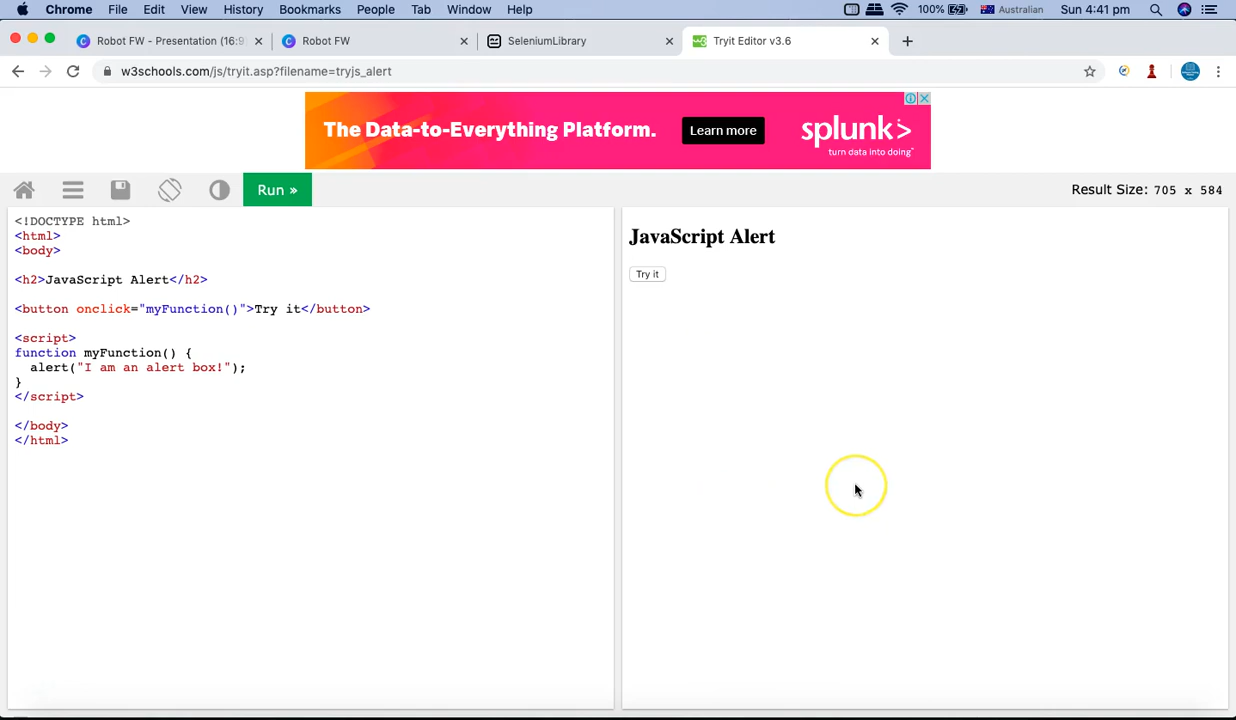 Chrome File Edit View History Bookmarks People Tab Window Help 100% Australian Sun 4:41 pm
Robot FW - Presentation (16:9 Robot FW SeleniumLibrary Tryit Editor v3.6
w3schools.com/js/tryit.asp?filename=tryjs_alert
The Data-to-Everything Platform. Learn more splunk>
turn data into doing™
Run » Result Size: 705 x 584
<!DOCTYPE html>
<html>
<body>
<h2>JavaScript Alert</h2>
<button onclick="myFunction()">Try it</button>
<script>
function myFunction() {
alert("I am an alert box!");
}
</script>
</body>
</html>
JavaScript Alert
Try it